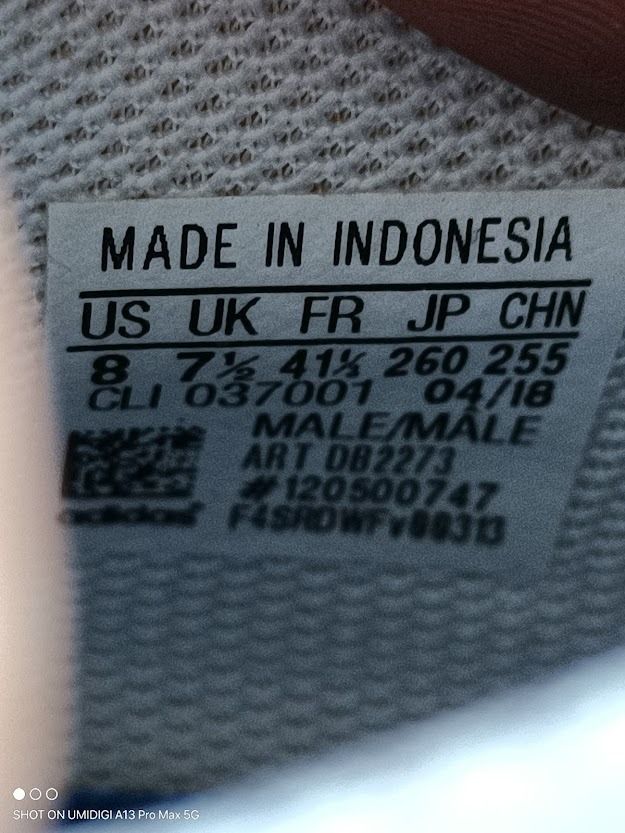 MADE IN INDONESIA
US UK FR JP CHN
8 7½ 41⅓ 260 255
CLI 037001 04/18
MALE/MÂLE
ART DB2273
#120500747
adidas
SHOT ON UMIDIGI A13 Pro Max 5G